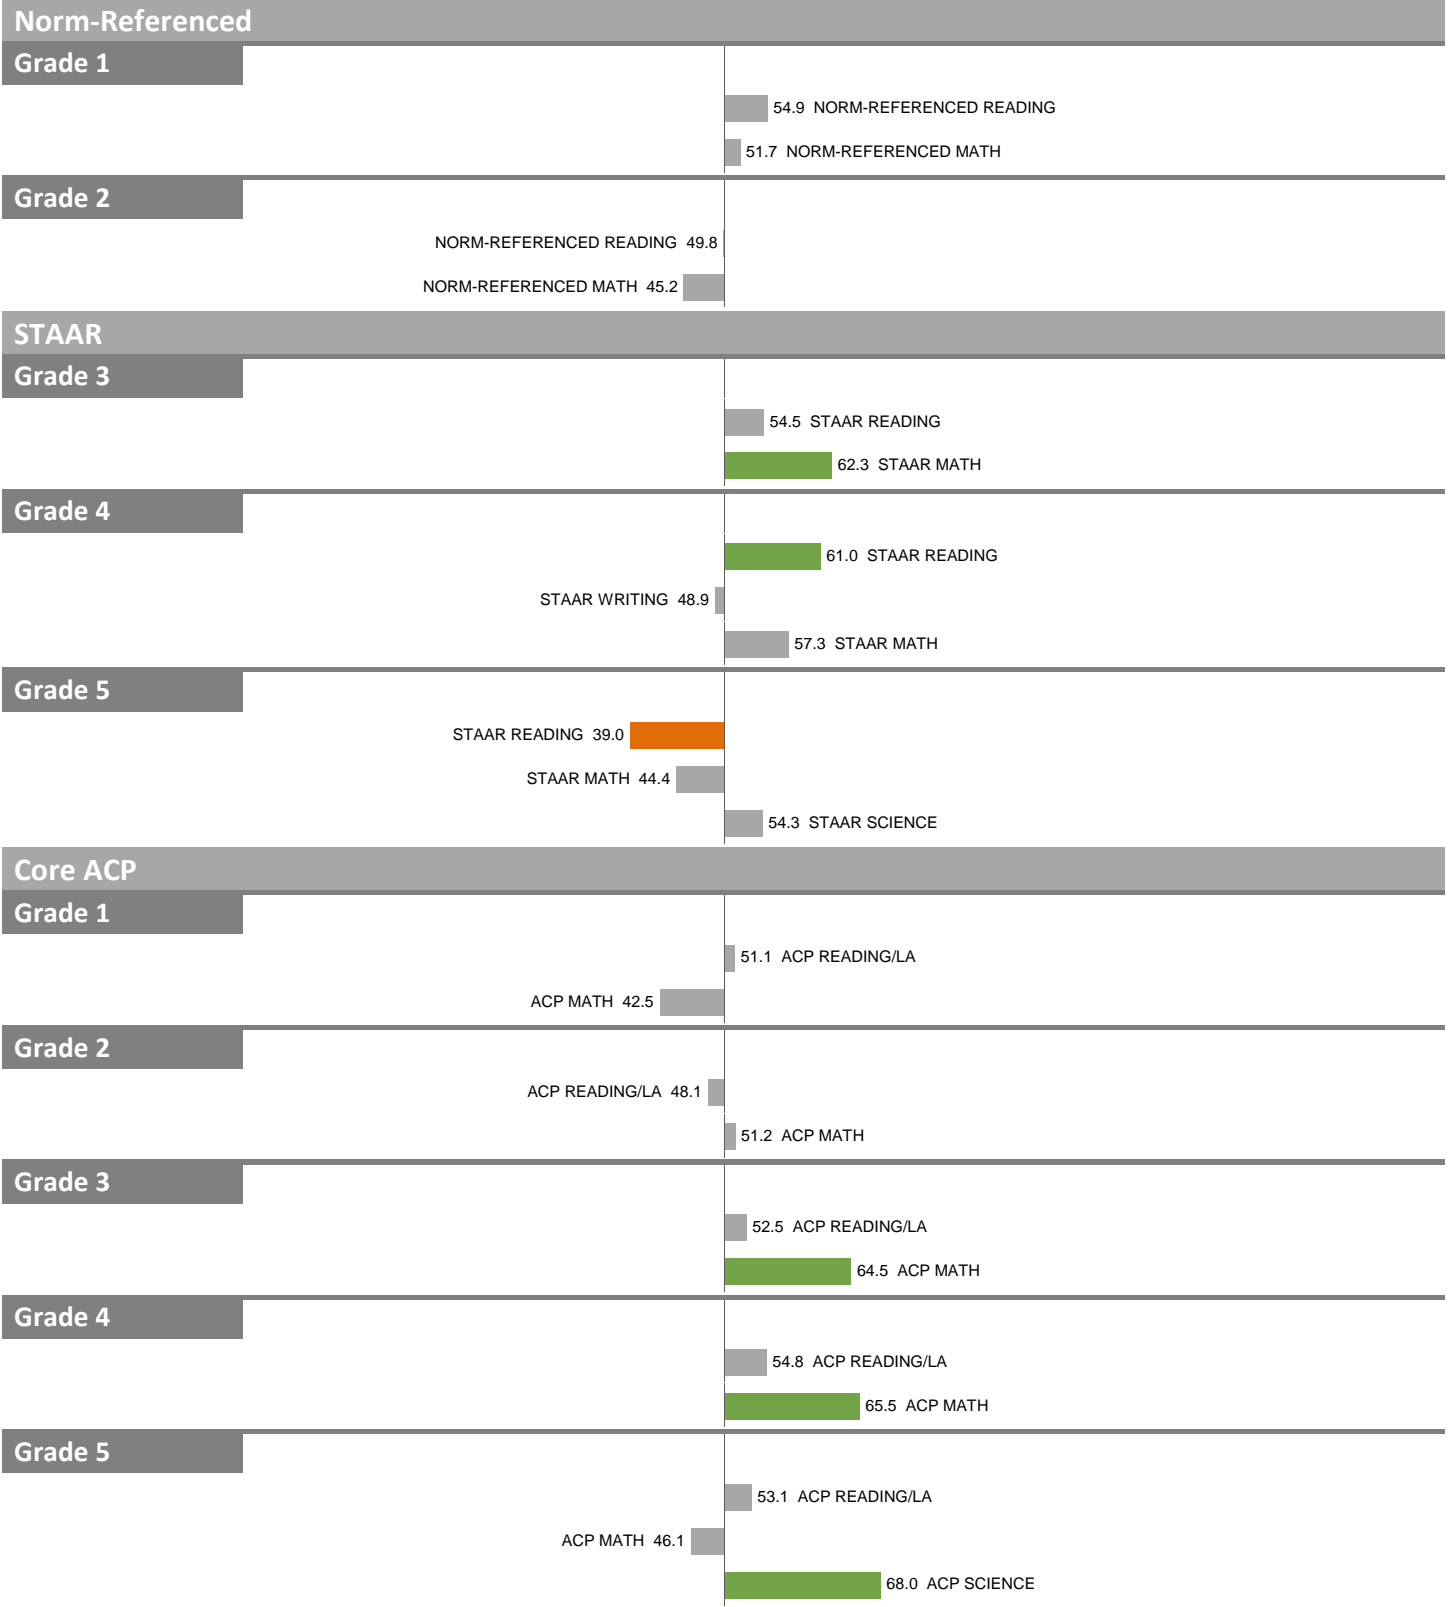 Norm-Referenced
Grade 1
54.9 NORM-REFERENCED READING
51.7 NORM-REFERENCED MATH
Grade 2
NORM-REFERENCED READING 49.8
NORM-REFERENCED MATH 45.2
STAAR
Grade 3
54.5 STAAR READING
62.3 STAAR MATH
Grade 4
61.0 STAAR READING
STAAR WRITING 48.9
57.3 STAAR MATH
Grade 5
STAAR READING 39.0
STAAR MATH 44.4
54.3 STAAR SCIENCE
Core ACP
Grade 1
51.1 ACP READING/LA
ACP MATH 42.5
Grade 2
ACP READING/LA 48.1
51.2 ACP MATH
Grade 3
52.5 ACP READING/LA
64.5 ACP MATH
Grade 4
54.8 ACP READING/LA
65.5 ACP MATH
Grade 5
53.1 ACP READING/LA
ACP MATH 46.1
68.0 ACP SCIENCE